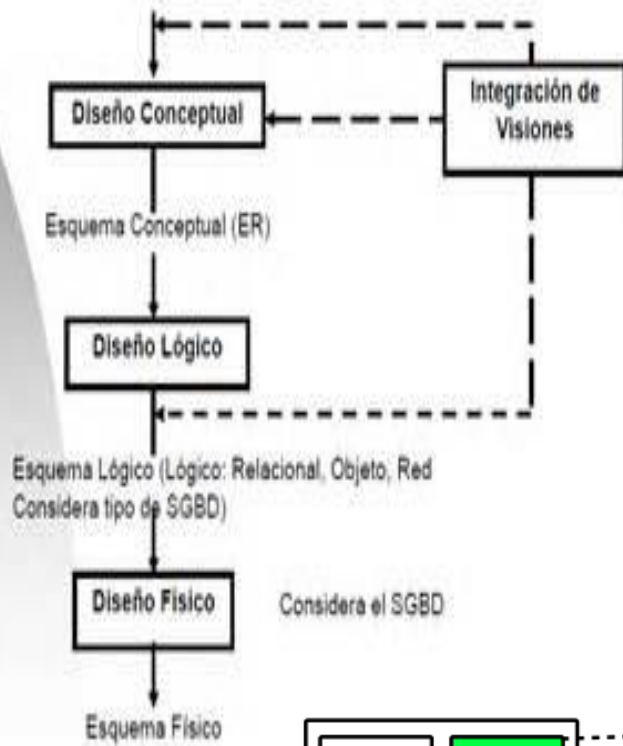 Diseño Conceptual
Integración de
Visiones
Esquema Conceptual (ER)
Diseño Lógico
Esquema Lógico (Lógico: Relacional, Objeto, Red
Considera tipo de SGBD)
Diseño Físico
Considera el SGBD
Esquema Físico